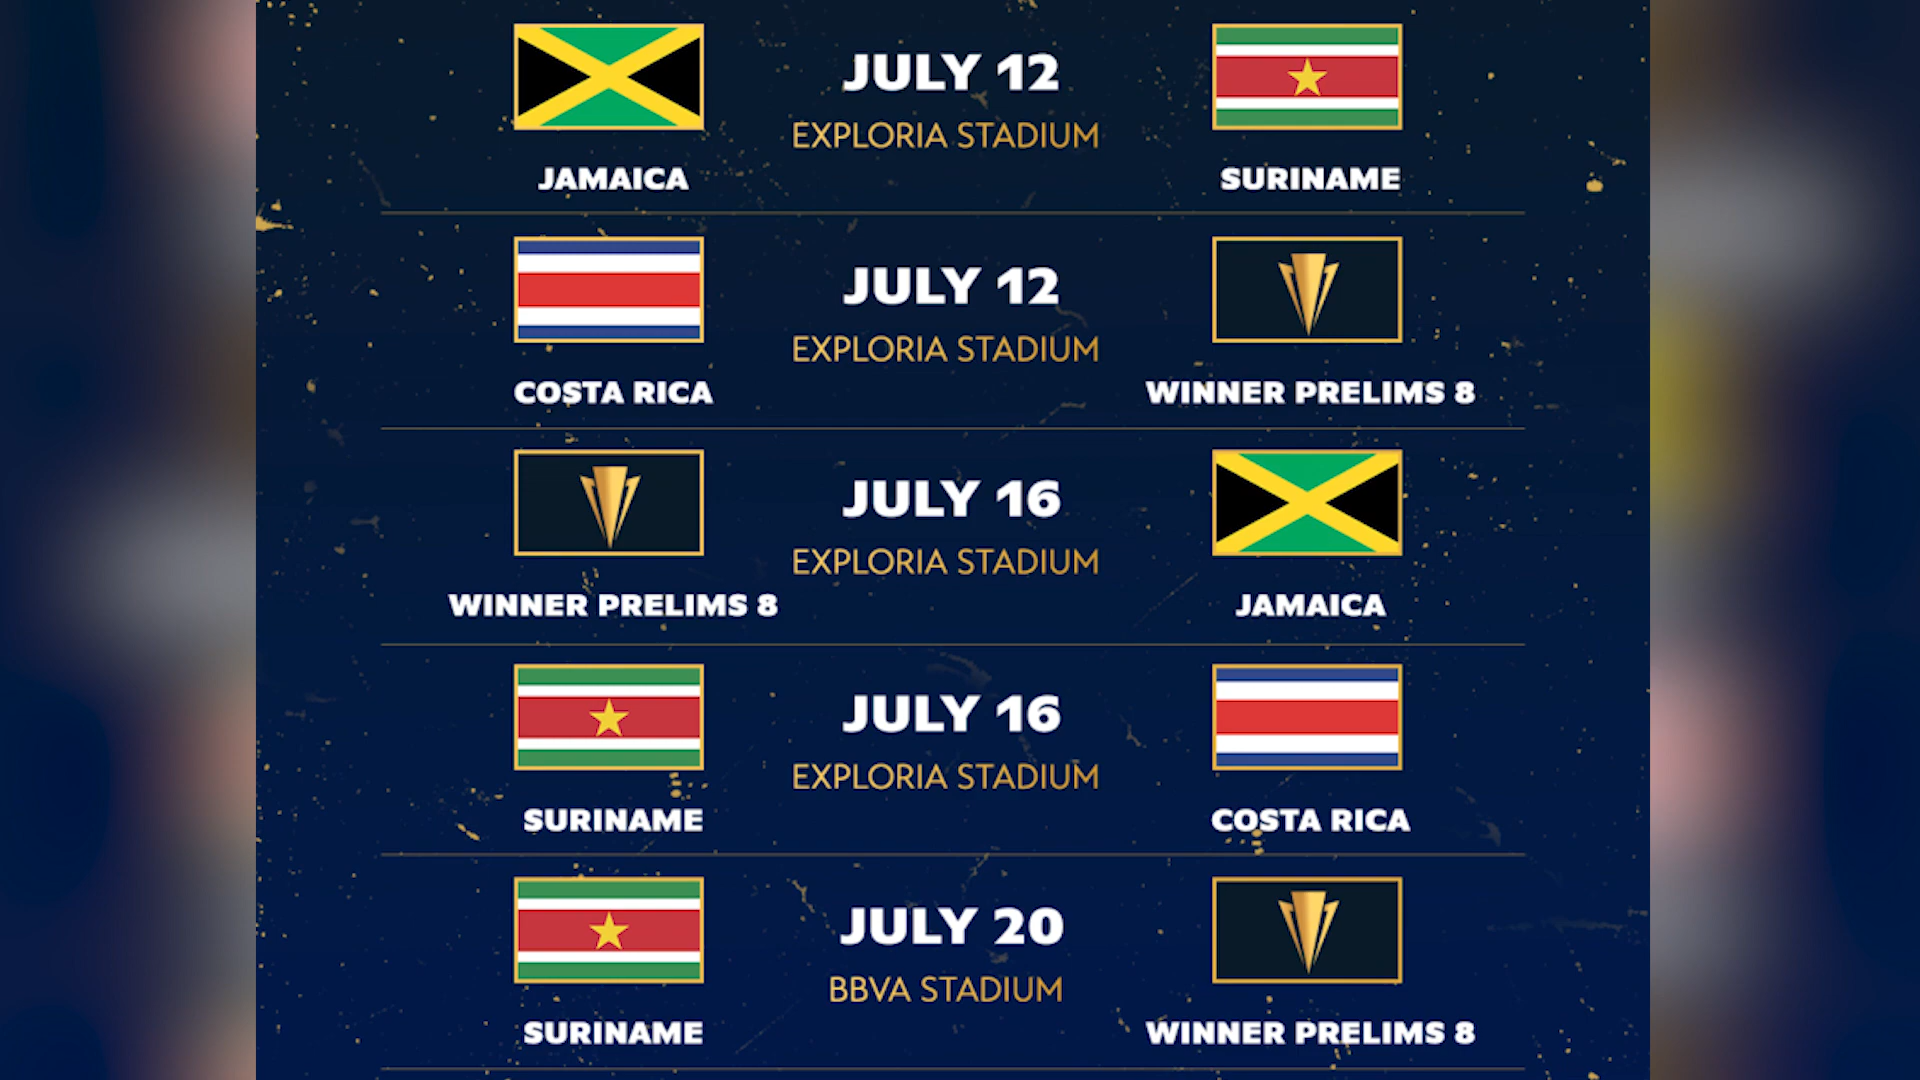 JULY 12
EXPLORIA STADIUM
JAMAICA
SURINAME
JULY 12
EXPLORIA STADIUM
COSTA RICA
WINNER PRELIMS 8
JULY 16
EXPLORIA STADIUM
WINNER PRELIMS 8
JAMAICA
JULY 16
EXPLORIA STADIUM
SURINAME
COSTA RICA
JULY 20
BBVA STADIUM
SURINAME
WINNER PRELIMS 8